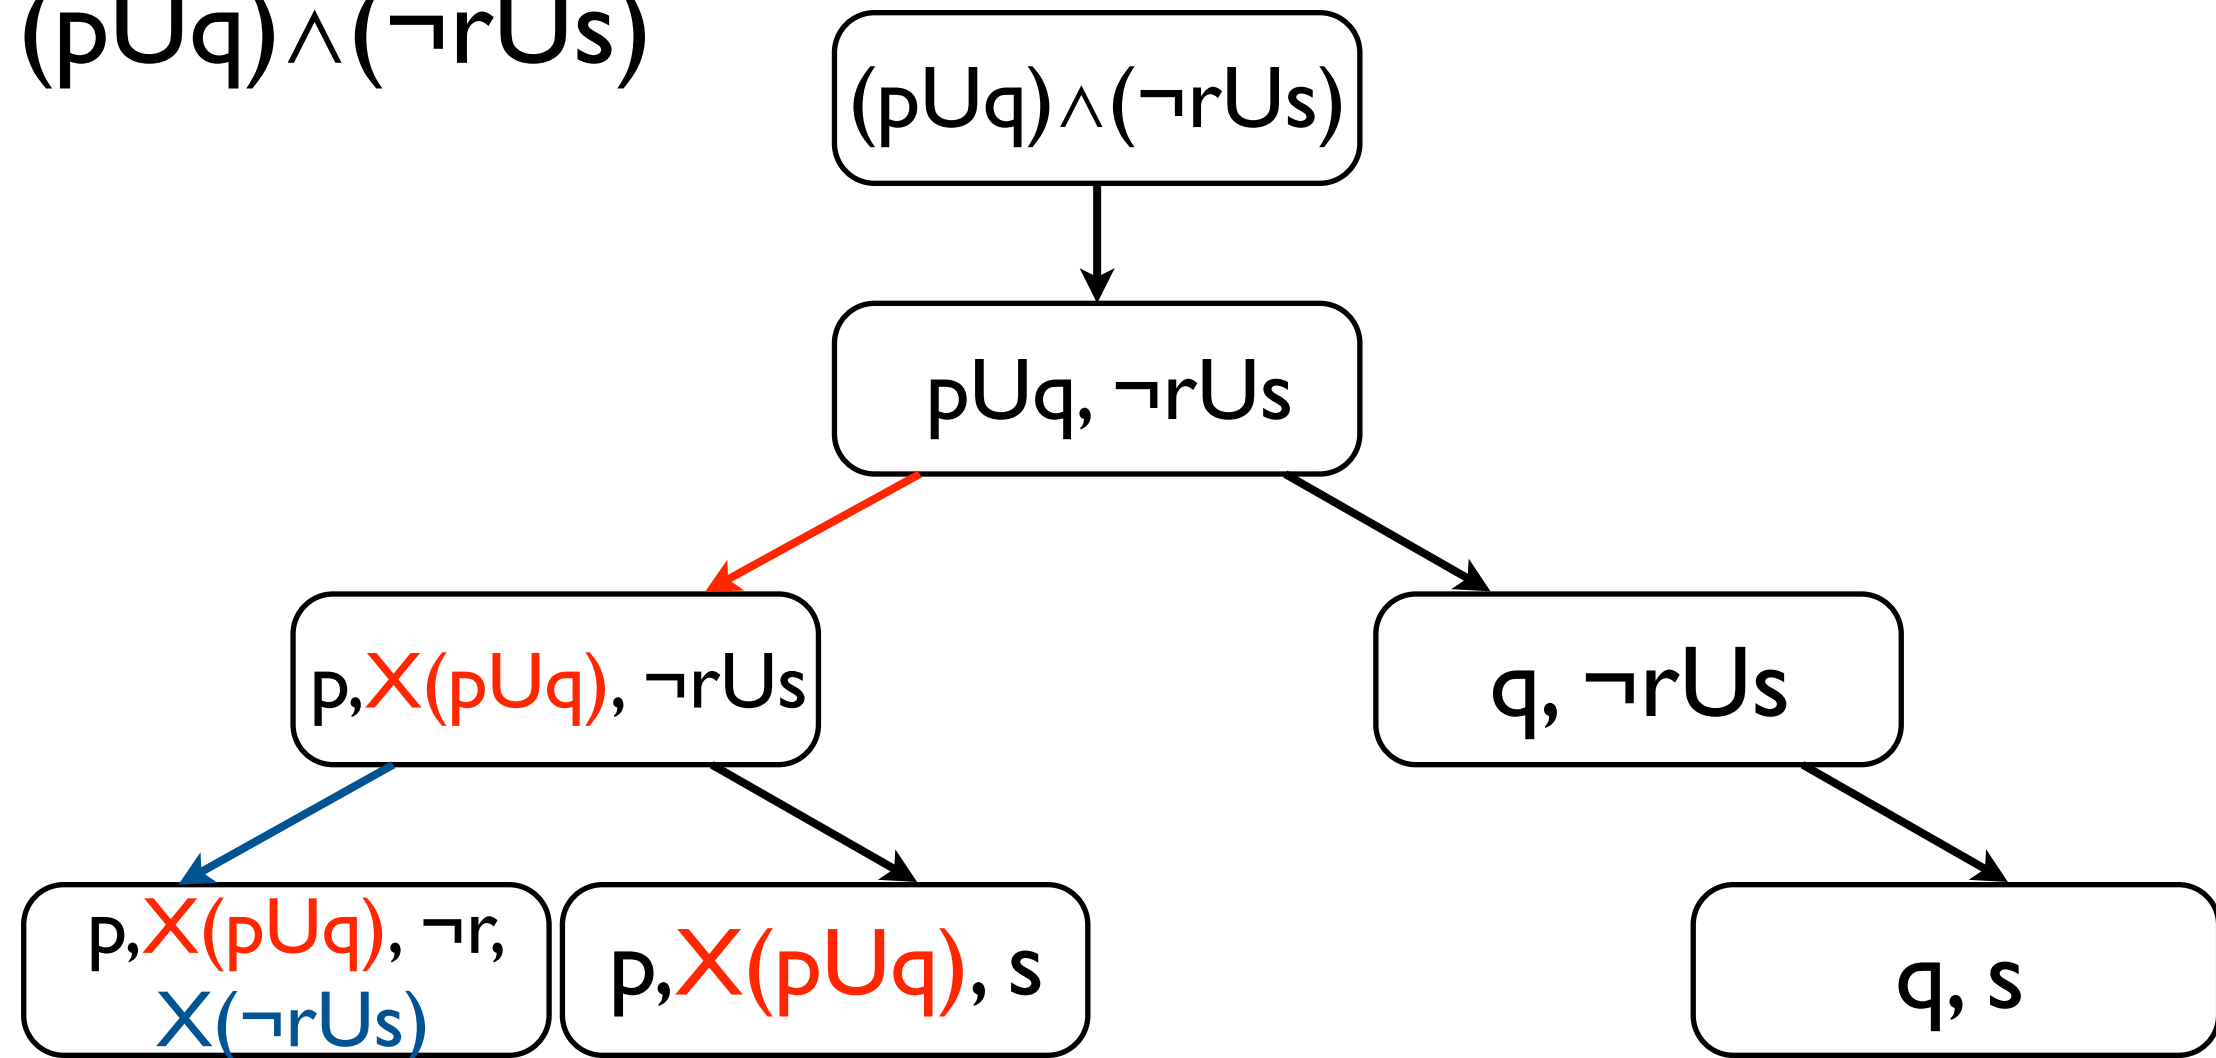 (pUq)∧(¬rUs)
(pUq)∧(¬rUs)
pUq, ¬rUs
p,X(pUq), ¬rUs
q, ¬rUs
p,X(pUq), ¬r,
X(¬rUs)
p,X(pUq), s
q, s